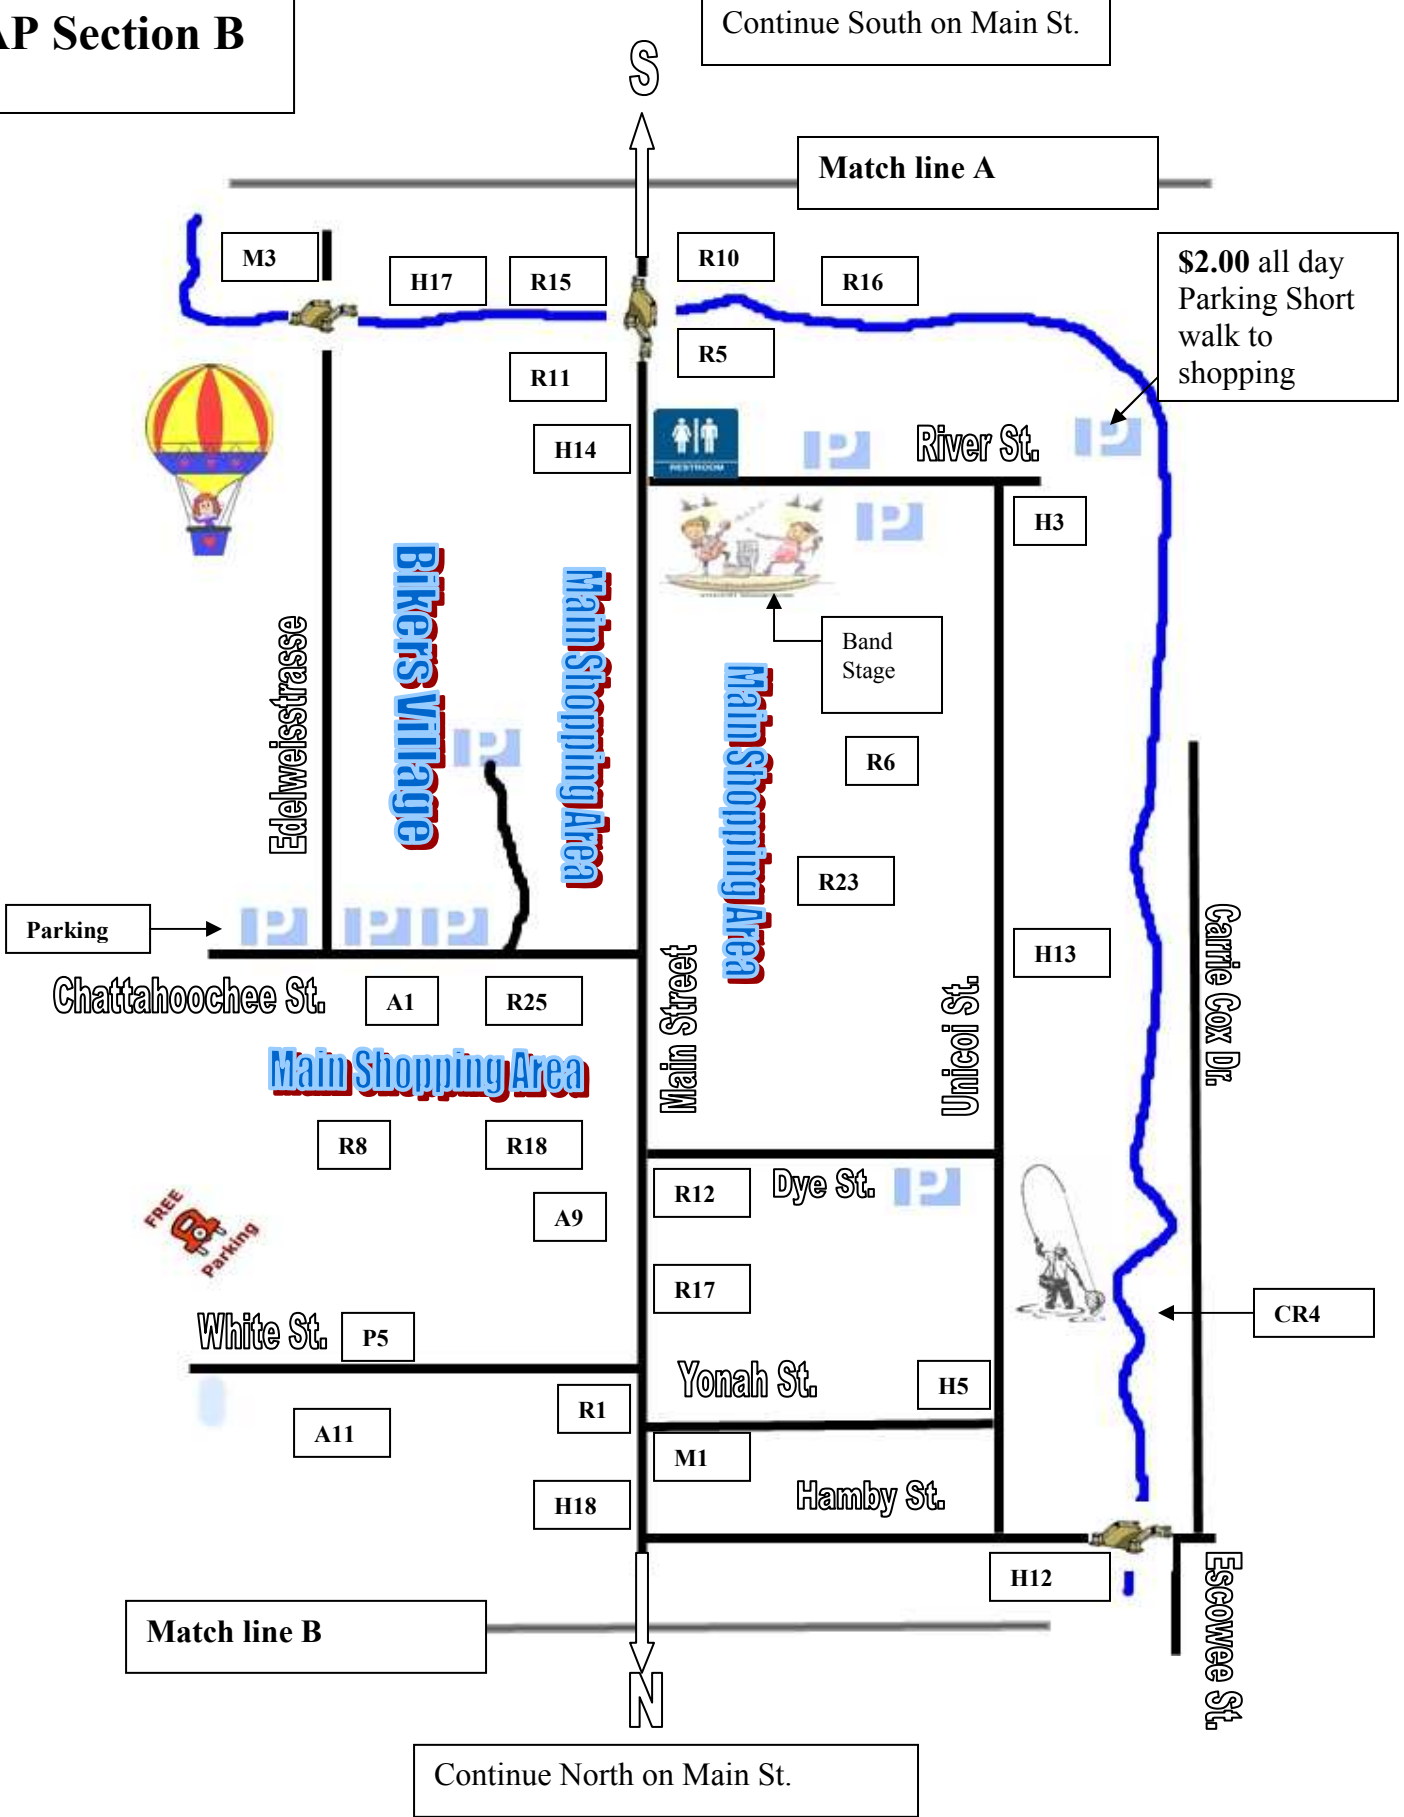 AP Section B
Continue South on Main St.
S
Match line A
M3
H17
R15
R10
R16
$2.00 all day
Parking Short
walk to
shopping
R11
R5
H14
RESTROOM
P
River St.
P
P
H3
Bikers Village
Main Shopping Area
Band
Stage
Edelweisstrasse
Main Shopping Area
P
R6
R23
Parking
P
P
P
Main Street
Unicoi St.
H13
Carrie Cox Dr.
Chattahoochee St.
A1
R25
Main Shopping Area
R8
R18
R12
Dye St.
P
A9
FREE
Parking
R17
CR4
White St.
P5
Yonah St.
H5
R1
A11
M1
H18
Hamby St.
H12
Escowee St.
Match line B
N
Continue North on Main St.